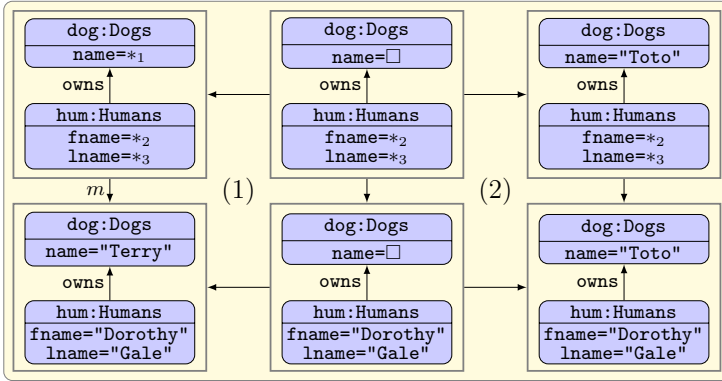 dog:Dogs
name=*₁
owns
hum:Humans
fname=*₂
lname=*₃
dog:Dogs
name=□
owns
hum:Humans
fname=*₂
lname=*₃
dog:Dogs
name="Toto"
owns
hum:Humans
fname=*₂
lname=*₃
m
(1)
(2)
dog:Dogs
name="Terry"
owns
hum:Humans
fname="Dorothy"
lname="Gale"
dog:Dogs
name=□
owns
hum:Humans
fname="Dorothy"
lname="Gale"
dog:Dogs
name="Toto"
owns
hum:Humans
fname="Dorothy"
lname="Gale"